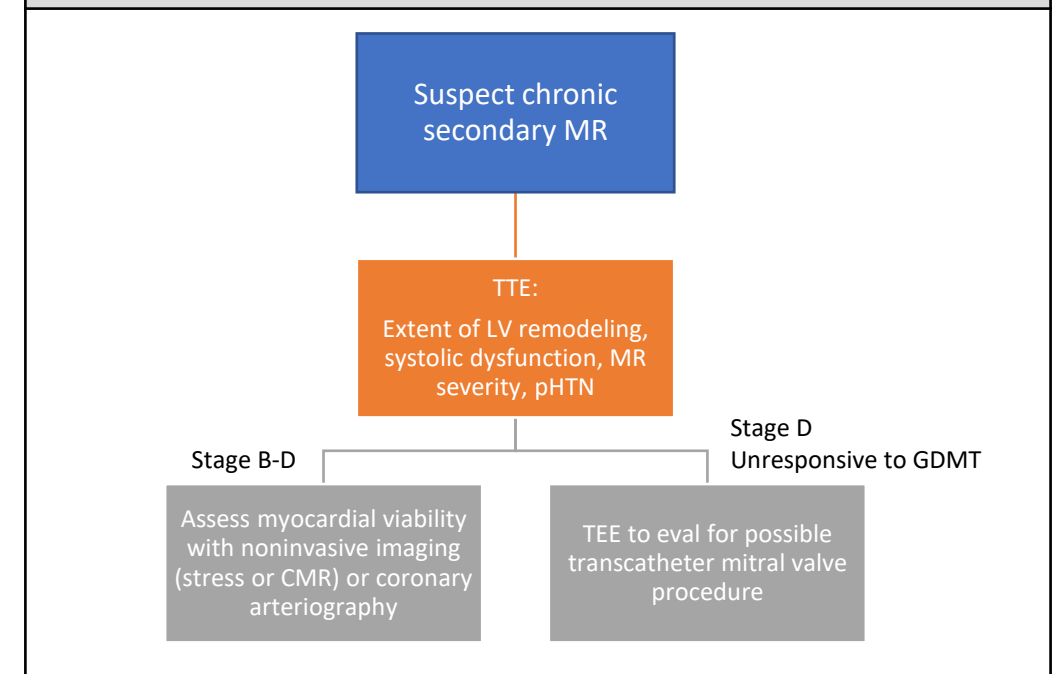 Suspect chronic
secondary MR
TTE:
Extent of LV remodeling,
systolic dysfunction, MR
severity, pHTN
Stage B-D
Stage D
Unresponsive to GDMT
Assess myocardial viability
with noninvasive imaging
(stress or CMR) or coronary
arteriography
TEE to eval for possible
transcatheter mitral valve
procedure